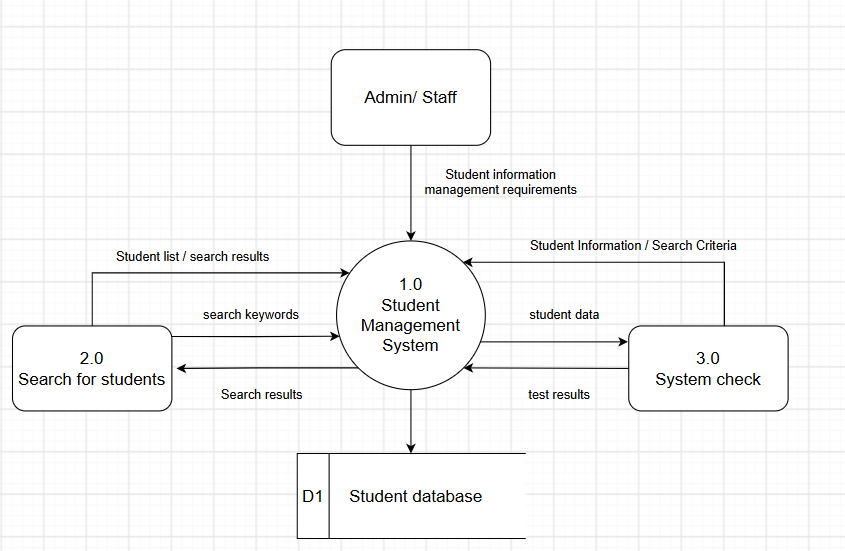 Admin/ Staff
Student information
management requirements
Student Information / Search Criteria
Student list / search results
1.0
Student
Management
System
search keywords
student data
2.0
Search for students
3.0
System check
Search results
test results
D1
Student database